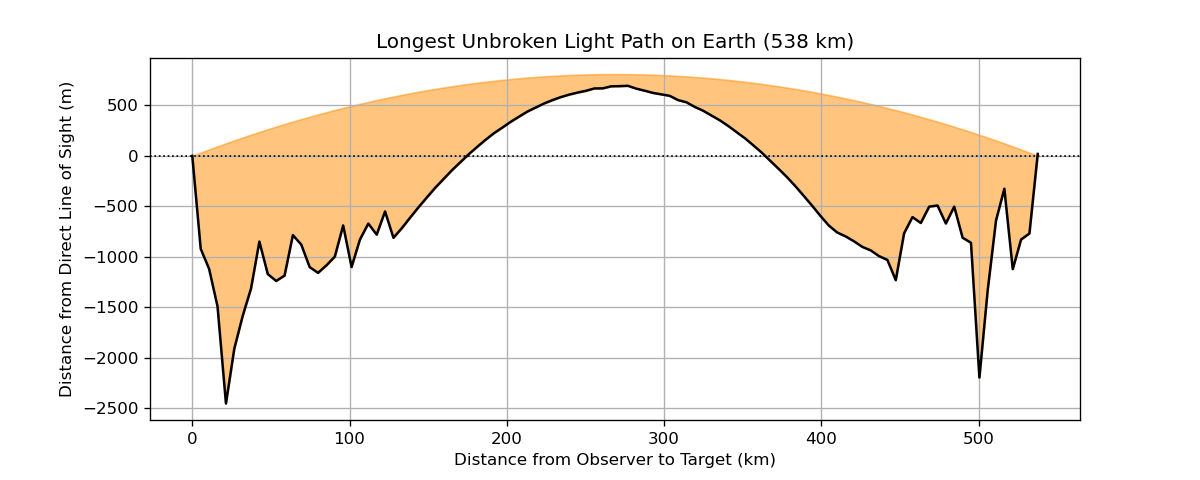 Longest Unbroken Light Path on Earth (538 km)
Distance from Direct Line of Sight (m)
500
0
−500
−1000
−1500
−2000
−2500
0 100 200 300 400 500
Distance from Observer to Target (km)